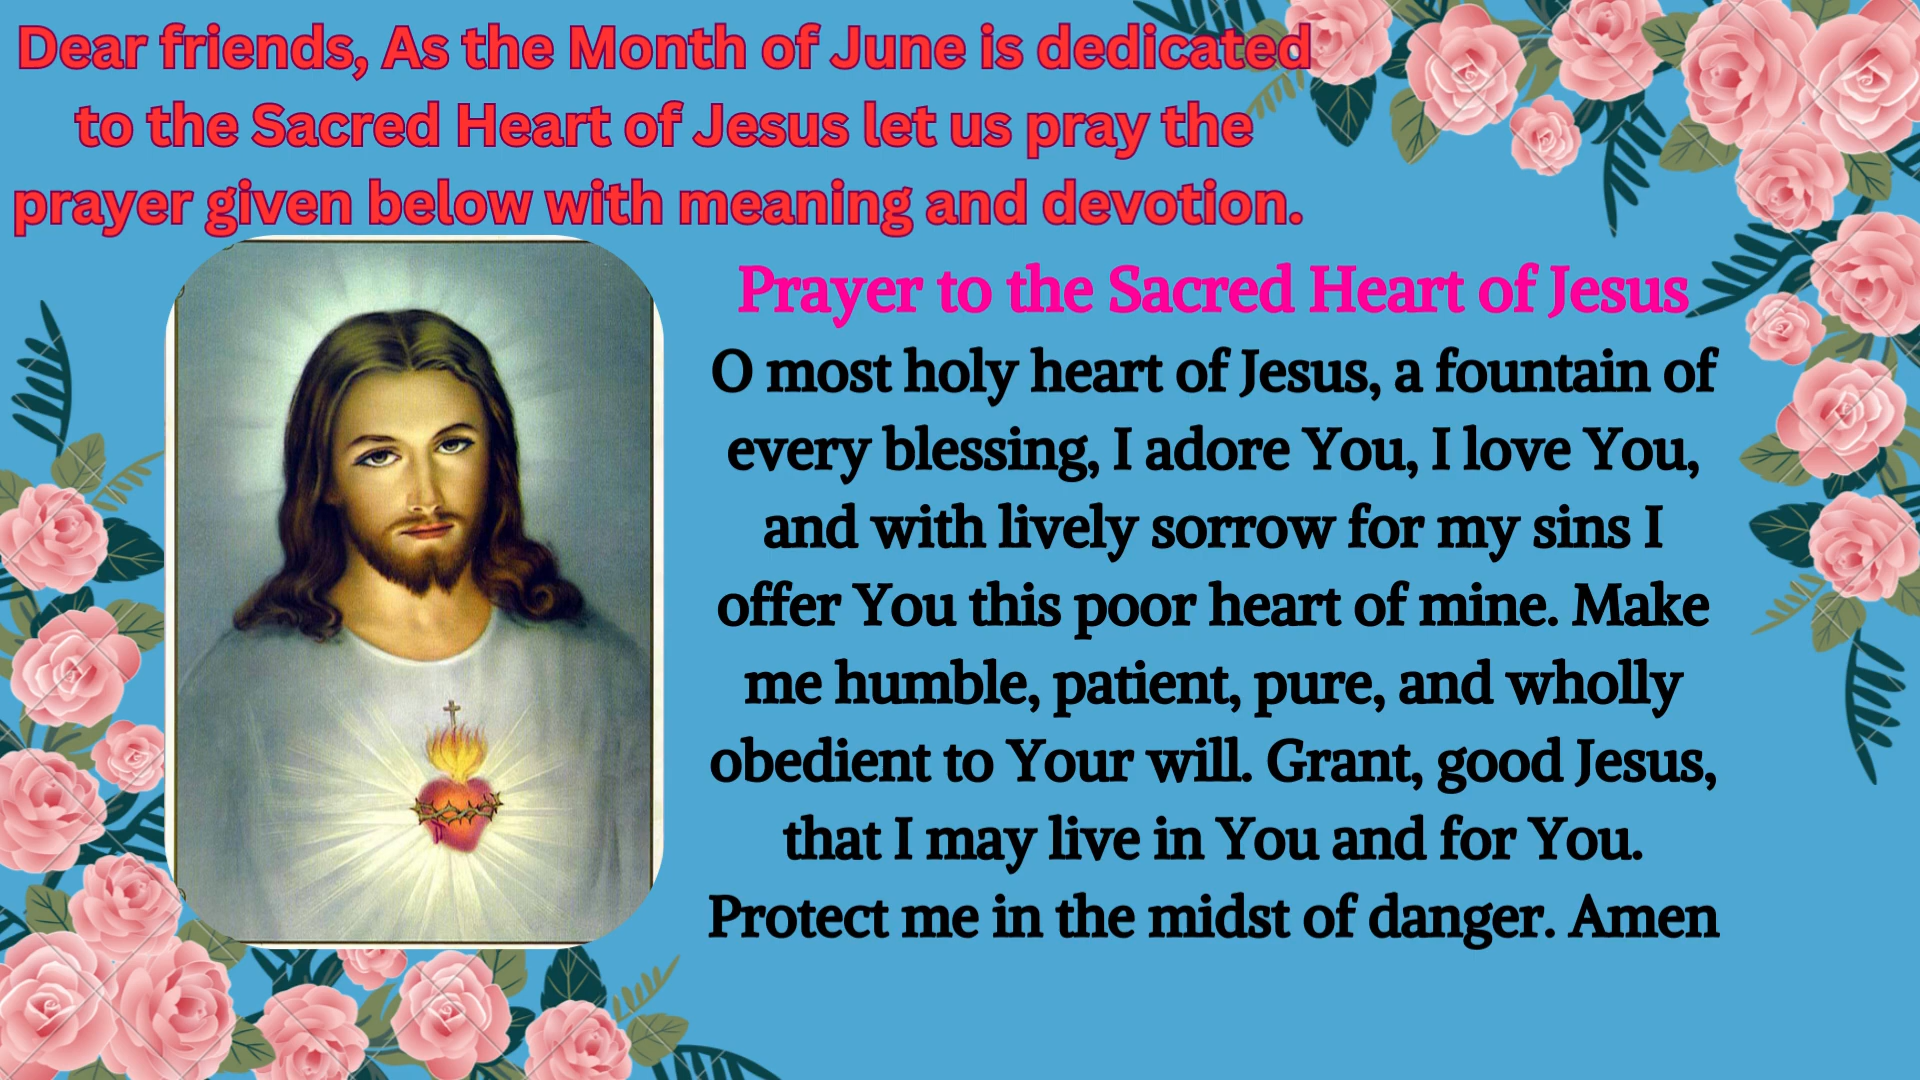 Dear friends, As the Month of June is dedicated
to the Sacred Heart of Jesus let us pray the
prayer given below with meaning and devotion.
Prayer to the Sacred Heart of Jesus
O most holy heart of Jesus, a fountain of
every blessing, I adore You, I love You,
and with lively sorrow for my sins I
offer You this poor heart of mine. Make
me humble, patient, pure, and wholly
obedient to Your will. Grant, good Jesus,
that I may live in You and for You.
Protect me in the midst of danger. Amen